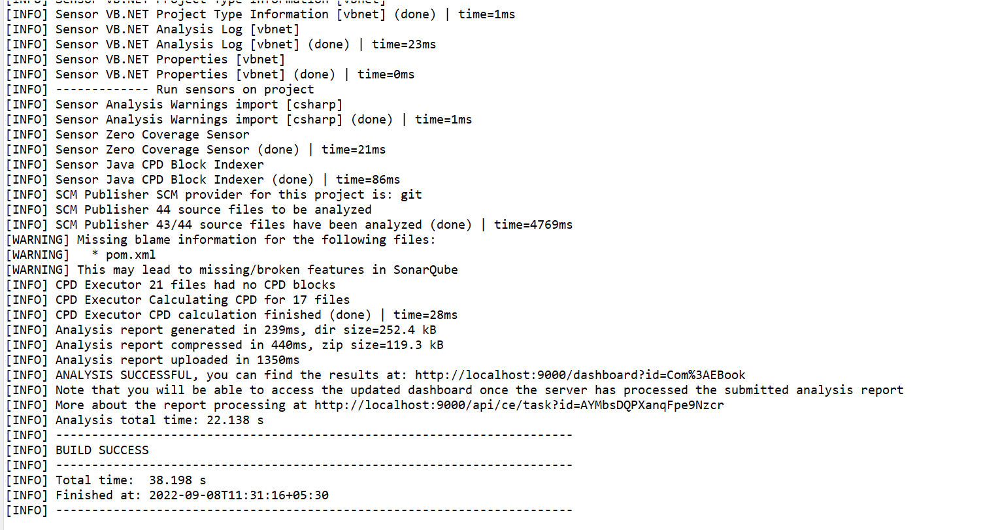 [INFO] Sensor VB.NET Project Type Information [vbnet]
[INFO] Sensor VB.NET Project Type Information [vbnet] (done) | time=1ms
[INFO] Sensor VB.NET Analysis Log [vbnet]
[INFO] Sensor VB.NET Analysis Log [vbnet] (done) | time=23ms
[INFO] Sensor VB.NET Properties [vbnet]
[INFO] Sensor VB.NET Properties [vbnet] (done) | time=0ms
[INFO] ------------- Run sensors on project
[INFO] Sensor Analysis Warnings import [csharp]
[INFO] Sensor Analysis Warnings import [csharp] (done) | time=1ms
[INFO] Sensor Zero Coverage Sensor
[INFO] Sensor Zero Coverage Sensor (done) | time=21ms
[INFO] Sensor Java CPD Block Indexer
[INFO] Sensor Java CPD Block Indexer (done) | time=86ms
[INFO] SCM Publisher SCM provider for this project is: git
[INFO] SCM Publisher 44 source files to be analyzed
[INFO] SCM Publisher 43/44 source files have been analyzed (done) | time=4769ms
[WARNING] Missing blame information for the following files:
[WARNING]   * pom.xml
[WARNING] This may lead to missing/broken features in SonarQube
[INFO] CPD Executor 21 files had no CPD blocks
[INFO] CPD Executor Calculating CPD for 17 files
[INFO] CPD Executor CPD calculation finished (done) | time=28ms
[INFO] Analysis report generated in 239ms, dir size=252.4 kB
[INFO] Analysis report compressed in 440ms, zip size=119.3 kB
[INFO] Analysis report uploaded in 1350ms
[INFO] ANALYSIS SUCCESSFUL, you can find the results at: http://localhost:9000/dashboard?id=Com%3AEBook
[INFO] Note that you will be able to access the updated dashboard once the server has processed the submitted analysis report
[INFO] More about the report processing at http://localhost:9000/api/ce/task?id=AYMbsDQPXanqFpe9Nzcr
[INFO] Analysis total time: 22.138 s
[INFO] ------------------------------------------------------------------------
[INFO] BUILD SUCCESS
[INFO] ------------------------------------------------------------------------
[INFO] Total time:  38.198 s
[INFO] Finished at: 2022-09-08T11:31:16+05:30
[INFO] ------------------------------------------------------------------------